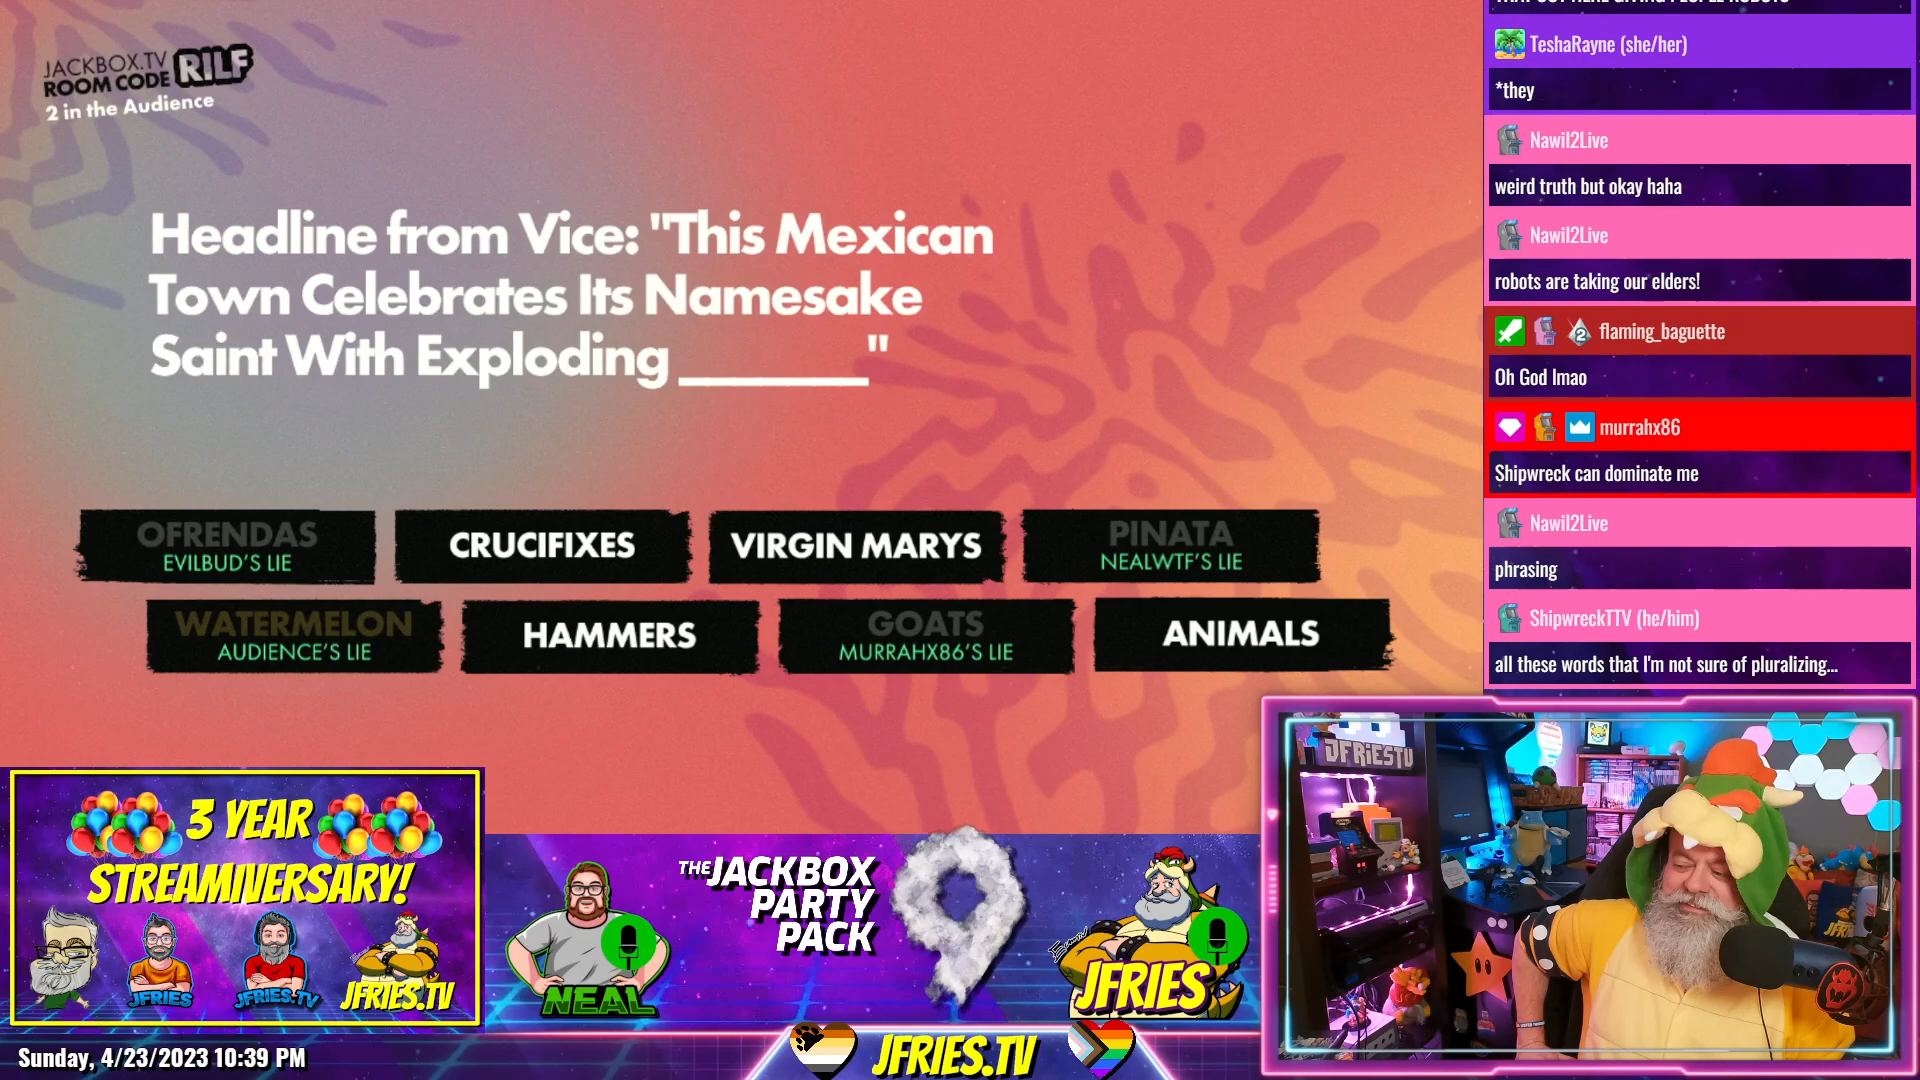 JACKBOX.TV
ROOM CODE RILF
2 in the Audience
Headline from Vice: "This Mexican
Town Celebrates Its Namesake
Saint With Exploding ________"
OFRENDAS
EVILBUD'S LIE
CRUCIFIXES
VIRGIN MARYS
PINATA
NEALWTF'S LIE
WATERMELON
AUDIENCE'S LIE
HAMMERS
GOATS
MURRAHX86'S LIE
ANIMALS
TeshaRayne (she/her)
*they
Nawil2Live
weird truth but okay haha
Nawil2Live
robots are taking our elders!
2 flaming_baguette
Oh God lmao
murrahx86
Shipwreck can dominate me
Nawil2Live
phrasing
ShipwreckTTV (he/him)
all these words that I'm not sure of pluralizing...
3 YEAR
STREAMIVERSARY!
JFRIES
JFRIES.TV
JFRIES.TV
NEAL
THE JACKBOX
PARTY
PACK
9
JFRIES
JFRIESTV
Sunday, 4/23/2023 10:39 PM
JFRIES.TV